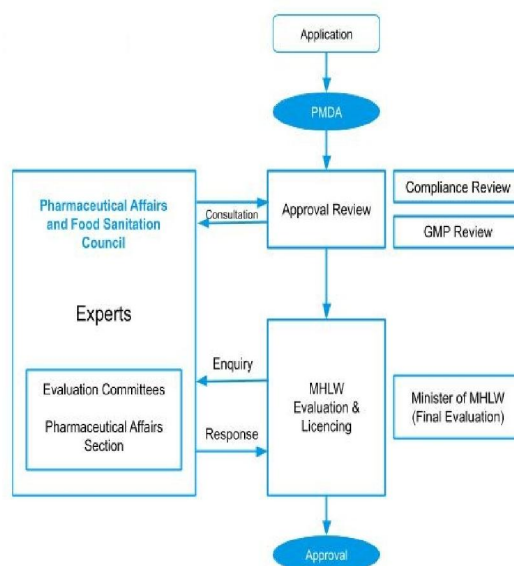 Application
PMDA
Pharmaceutical Affairs
and Food Sanitation
Council
Experts
Evaluation Committees
Pharmaceutical Affairs
Section
Consultation
Approval Review
Compliance Review
GMP Review
Enquiry
Response
MHLW
Evaluation &
Licencing
Minister of MHLW
(Final Evaluation)
Approval